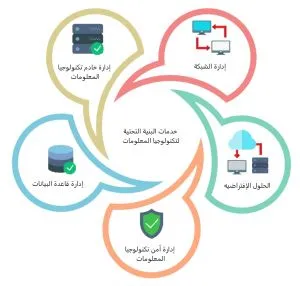 إدارة الشبكة
إدارة خادم تكنولوجيا
المعلومات
خدمات البنية التحتية
لتكنولوجيا المعلومات
الحلول الإفتراضية
إدارة قاعدة البيانات
إدارة أمن تكنولوجيا
المعلومات